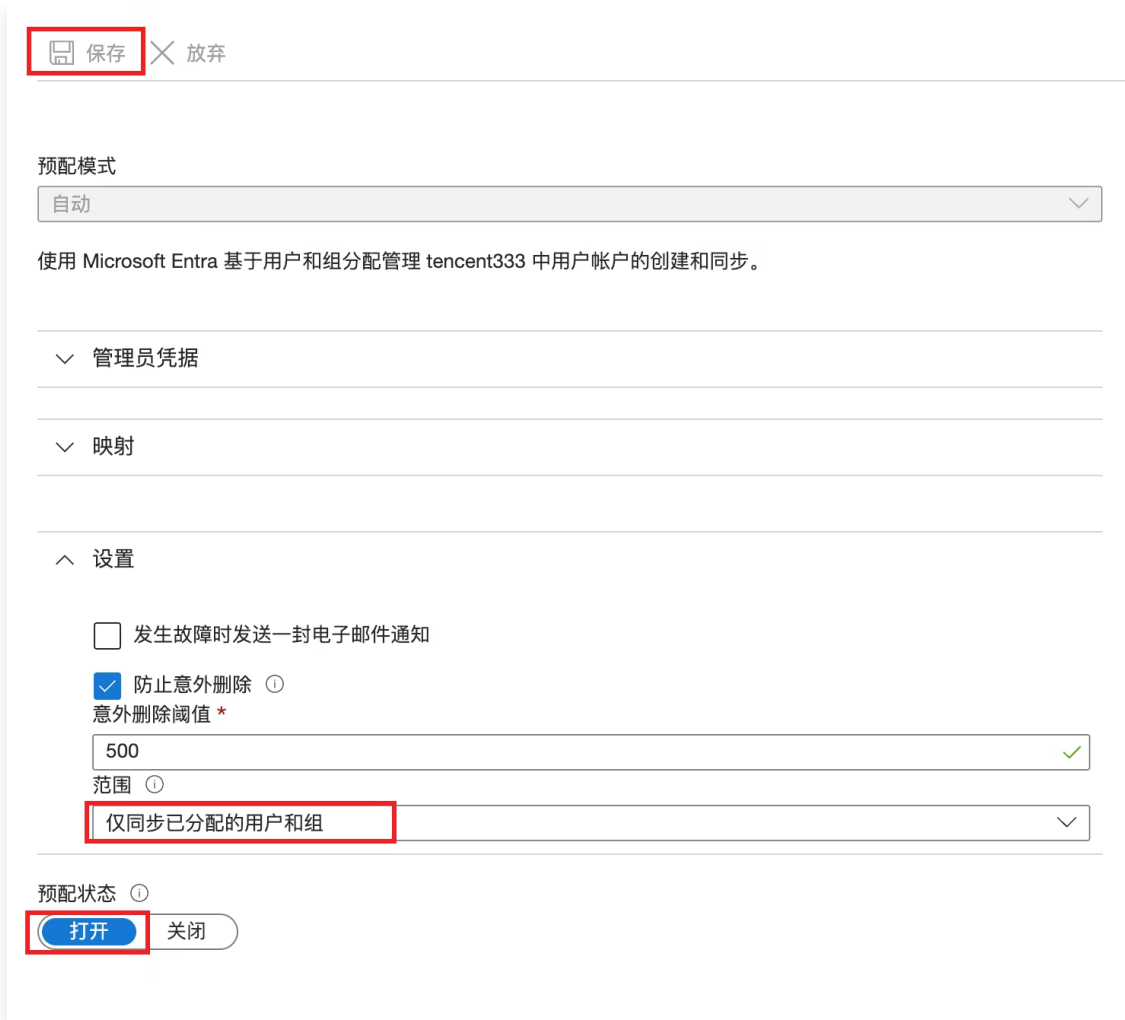 保存 放弃
预配模式
自动
使用 Microsoft Entra 基于用户和组分配管理 tencent333 中用户帐户的创建和同步。
管理员凭据
映射
设置
发生故障时发送一封电子邮件通知
防止意外删除
意外删除阈值 *
500
范围
仅同步已分配的用户和组
预配状态
打开 关闭